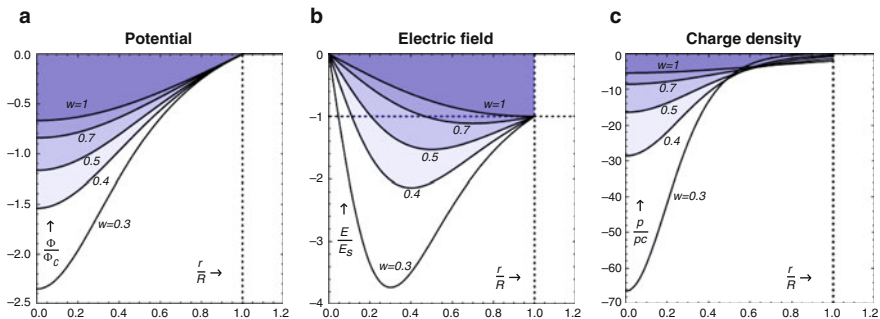 a
Potential
0.0
−0.5
−1.0
−1.5
−2.0
−2.5
w=1
0.7
0.5
0.4
w=0.3
↑
Φ
Φc
r
R →
0.0 0.2 0.4 0.6 0.8 1.0 1.2
b
Electric field
0
−1
−2
−3
−4
w=1
0.7
0.5
0.4
w=0.3
↑
E
Es
r
R →
0.0 0.2 0.4 0.6 0.8 1.0 1.2
c
Charge density
0
−10
−20
−30
−40
−50
−60
−70
w=1
0.7
0.5
0.4
w=0.3
↑
p
pc
r
R →
0.0 0.2 0.4 0.6 0.8 1.0 1.2